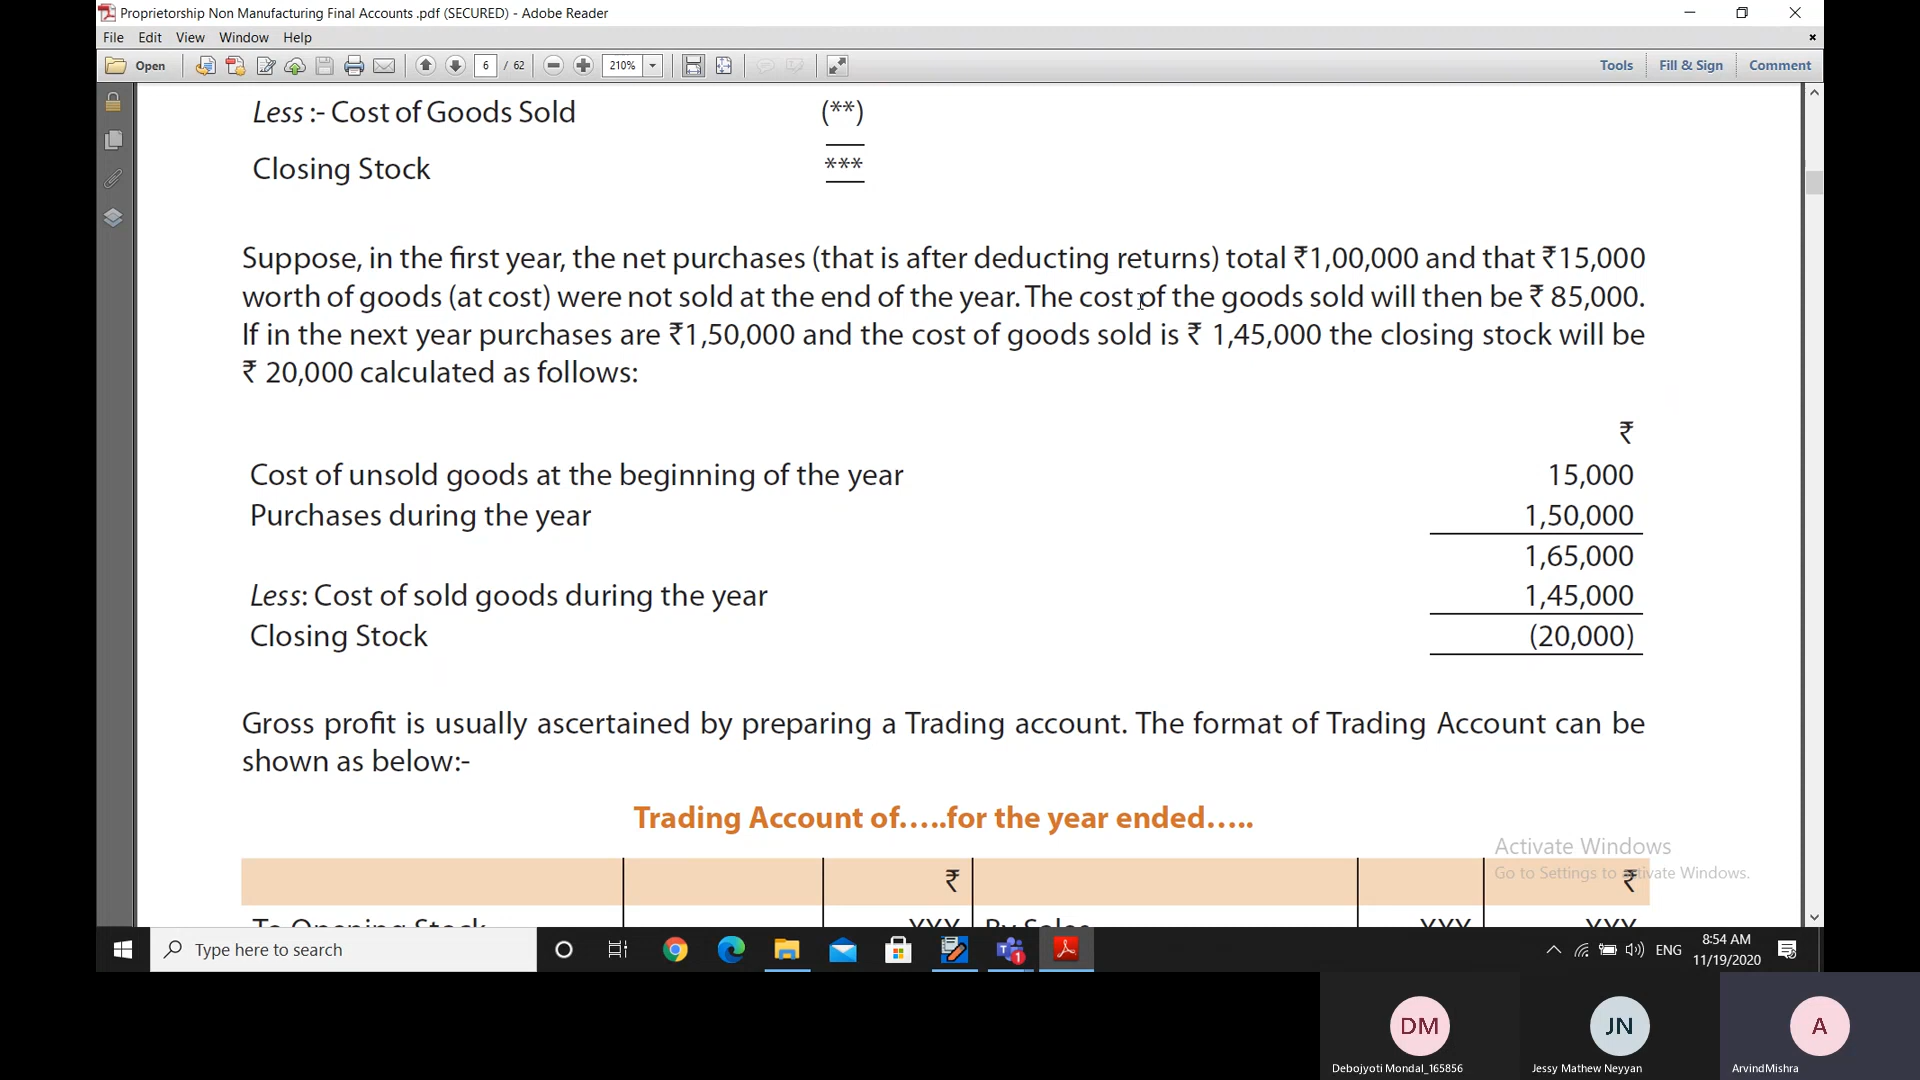 Proprietorship Non Manufacturing Final Accounts .pdf (SECURED) - Adobe Reader
File Edit View Window Help
Open 6 / 62 210% Tools Fill & Sign Comment
Less :- Cost of Goods Sold (**)
Closing Stock ***
Suppose, in the first year, the net purchases (that is after deducting returns) total ₹1,00,000 and that ₹15,000
worth of goods (at cost) were not sold at the end of the year. The cost of the goods sold will then be ₹ 85,000.
If in the next year purchases are ₹1,50,000 and the cost of goods sold is ₹ 1,45,000 the closing stock will be
₹ 20,000 calculated as follows:
₹
Cost of unsold goods at the beginning of the year 15,000
Purchases during the year 1,50,000
1,65,000
Less: Cost of sold goods during the year 1,45,000
Closing Stock (20,000)
Gross profit is usually ascertained by preparing a Trading account. The format of Trading Account can be
shown as below:-
Trading Account of…..for the year ended…..
Activate Windows
Go to Settings to activate Windows.
₹ ₹
To Opening Stock XXX By Sales XXX XXX
Type here to search
1
ENG
8:54 AM
11/19/2020
DM JN A
Debojyoti Mondal_165856 Jessy Mathew Neyyan ArvindMishra